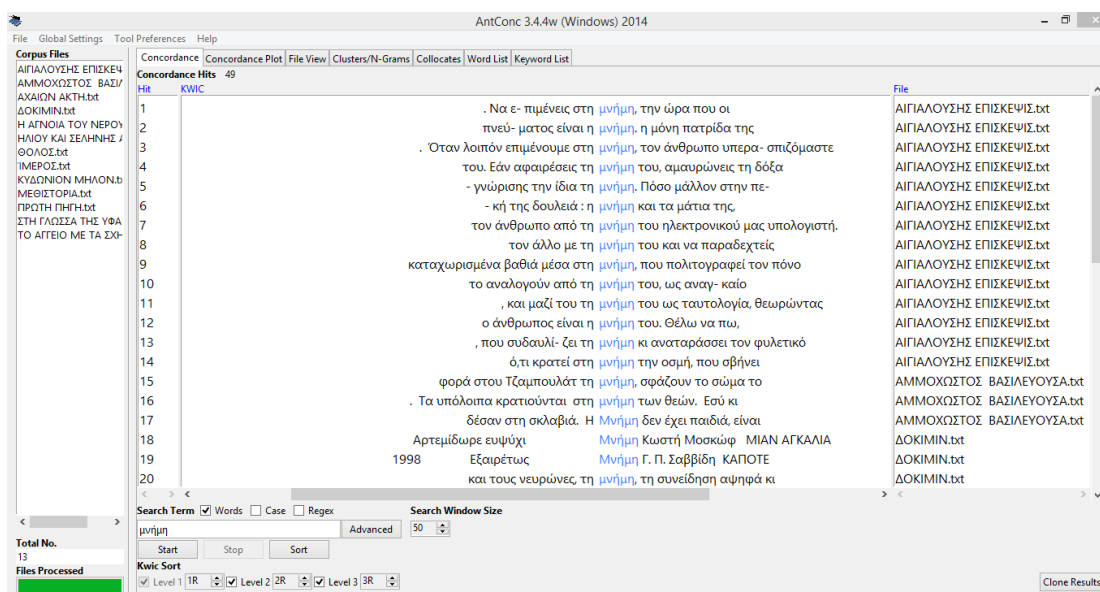 AntConc 3.4.4w (Windows) 2014
File Global Settings Tool Preferences Help
Corpus Files
ΑΙΓΙΑΛΟΥΣΗΣ ΕΠΙΣΚΕΨ
ΑΜΜΟΧΩΣΤΟΣ ΒΑΣΙΛ
ΑΧΑΙΩΝ ΑΚΤΗ.txt
ΔΟΚΙΜΙΝ.txt
Η ΑΓΝΟΙΑ ΤΟΥ ΝΕΡΟΥ
ΗΛΙΟΥ ΚΑΙ ΣΕΛΗΝΗΣ Α
ΘΟΛΟΣ.txt
ΊΜΕΡΟΣ.txt
ΚΥΔΩΝΙΟΝ ΜΗΛΟΝ.t
ΜΕΘΙΣΤΟΡΙΑ.txt
ΠΡΩΤΗ ΠΗΓΗ.txt
ΣΤΗ ΓΛΩΣΣΑ ΤΗΣ ΥΦΑ
ΤΟ ΑΓΓΕΙΟ ΜΕ ΤΑ ΣΧΗ
Total No.
13
Files Processed
Concordance Concordance Plot File View Clusters/N-Grams Collocates Word List Keyword List
Concordance Hits 49
Hit KWIC File
1 . Να ε- πιμένεις στη μνήμη, την ώρα που οι ΑΙΓΙΑΛΟΥΣΗΣ ΕΠΙΣΚΕΨΙΣ.txt
2 πνεύ- ματος είναι η μνήμη. η μόνη πατρίδα της ΑΙΓΙΑΛΟΥΣΗΣ ΕΠΙΣΚΕΨΙΣ.txt
3 . Όταν λοιπόν επιμένουμε στη μνήμη, τον άνθρωπο υπερα- σπιζόμαστε ΑΙΓΙΑΛΟΥΣΗΣ ΕΠΙΣΚΕΨΙΣ.txt
4 του. Εάν αφαιρέσεις τη μνήμη του, αμαυρώνεις τη δόξα ΑΙΓΙΑΛΟΥΣΗΣ ΕΠΙΣΚΕΨΙΣ.txt
5 - γνώρισης την ίδια τη μνήμη. Πόσο μάλλον στην πε- ΑΙΓΙΑΛΟΥΣΗΣ ΕΠΙΣΚΕΨΙΣ.txt
6 - κή της δουλειά : η μνήμη και τα μάτια της, ΑΙΓΙΑΛΟΥΣΗΣ ΕΠΙΣΚΕΨΙΣ.txt
7 τον άνθρωπο από τη μνήμη του ηλεκτρονικού μας υπολογιστή. ΑΙΓΙΑΛΟΥΣΗΣ ΕΠΙΣΚΕΨΙΣ.txt
8 τον άλλο με τη μνήμη του και να παραδεχτείς ΑΙΓΙΑΛΟΥΣΗΣ ΕΠΙΣΚΕΨΙΣ.txt
9 καταχωρισμένα βαθιά μέσα στη μνήμη, που πολιτογραφεί τον πόνο ΑΙΓΙΑΛΟΥΣΗΣ ΕΠΙΣΚΕΨΙΣ.txt
10 το αναλογούν από τη μνήμη του, ως αναγ- καίο ΑΙΓΙΑΛΟΥΣΗΣ ΕΠΙΣΚΕΨΙΣ.txt
11 , και μαζί του τη μνήμη του ως ταυτολογία, θεωρώντας ΑΙΓΙΑΛΟΥΣΗΣ ΕΠΙΣΚΕΨΙΣ.txt
12 ο άνθρωπος είναι η μνήμη του. Θέλω να πω, ΑΙΓΙΑΛΟΥΣΗΣ ΕΠΙΣΚΕΨΙΣ.txt
13 , που συδαυλί- ζει τη μνήμη κι αναταράσσει τον φυλετικό ΑΙΓΙΑΛΟΥΣΗΣ ΕΠΙΣΚΕΨΙΣ.txt
14 ό,τι κρατεί στη μνήμη την οσμή, που σβήνει ΑΙΓΙΑΛΟΥΣΗΣ ΕΠΙΣΚΕΨΙΣ.txt
15 φορά στου Τζαμπουλάτ τη μνήμη, σφάζουν το σώμα το ΑΜΜΟΧΩΣΤΟΣ ΒΑΣΙΛΕΥΟΥΣΑ.txt
16 . Τα υπόλοιπα κρατιούνται στη μνήμη των θεών. Εσύ κι ΑΜΜΟΧΩΣΤΟΣ ΒΑΣΙΛΕΥΟΥΣΑ.txt
17 δέσαν στη σκλαβιά. Η Μνήμη δεν έχει παιδιά, είναι ΑΜΜΟΧΩΣΤΟΣ ΒΑΣΙΛΕΥΟΥΣΑ.txt
18 Αρτεμίδωρε ευψύχι Μνήμη Κωστή Μοσκώφ ΜΙΑΝ ΑΓΚΑΛΙΑ ΔΟΚΙΜΙΝ.txt
19 1998 Εξαιρέτως Μνήμη Γ. Π. Σαββίδη ΚΑΠΟΤΕ ΔΟΚΙΜΙΝ.txt
20 και τους νευρώνες, τη μνήμη, τη συνείδηση αψηφά κι ΔΟΚΙΜΙΝ.txt
Search Term Words Case Regex Search Window Size
μνήμη Advanced 50
Start Stop Sort
Kwic Sort
Level 1 1R Level 2 2R Level 3 3R Clone Results